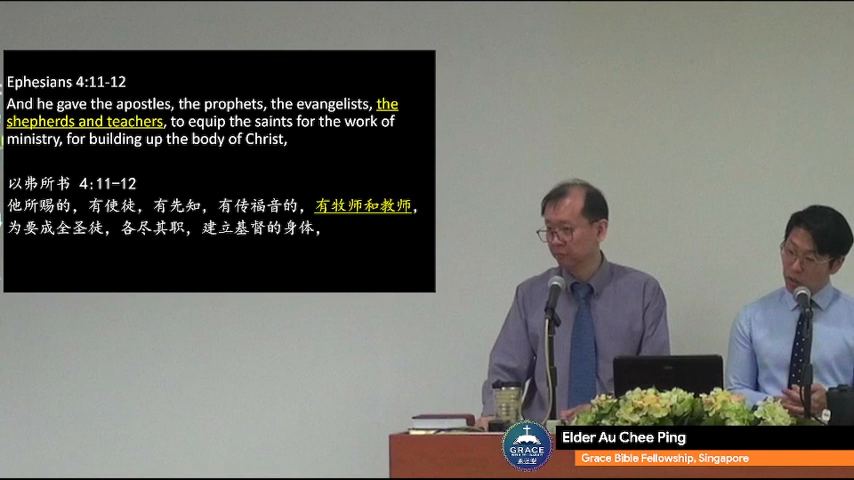 Ephesians 4:11-12
And he gave the apostles, the prophets, the evangelists, the
shepherds and teachers, to equip the saints for the work of
ministry, for building up the body of Christ,
以弗所书 4:11-12
他所赐的，有使徒，有先知，有传福音的，有牧师和教师，
为要成全圣徒，各尽其职，建立基督的身体，
GRACE
Elder Au Chee Ping
Grace Bible Fellowship, Singapore